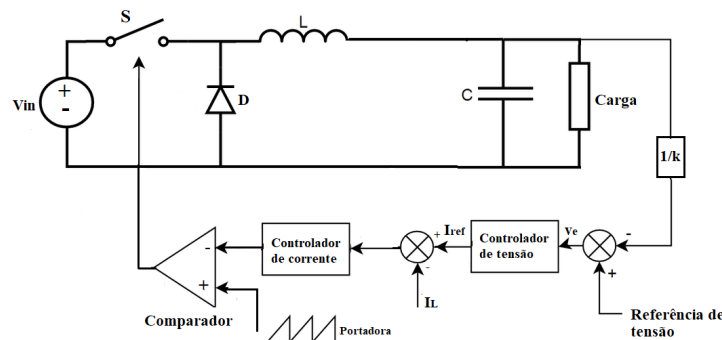 S
L
Vin
+
-
D
C
Carga
1/k
Controlador
de corrente
+
Iref
-
Controlador
de tensão
Ve
-
+
IL
-
+
Comparador
Portadora
Referência de
tensão